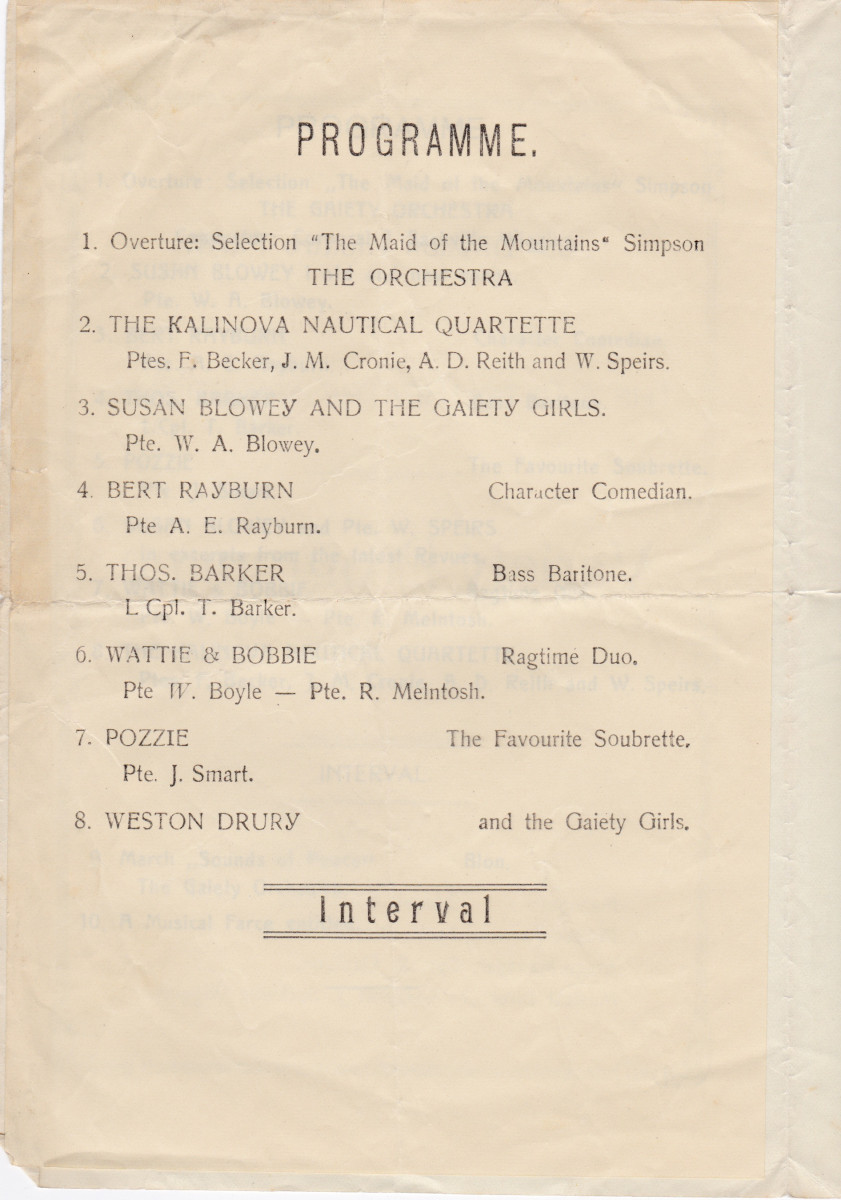 PROGRAMME.
1. Overture: Selection "The Maid of the Mountains" Simpson
THE ORCHESTRA
2. THE KALINOVA NAUTICAL QUARTETTE
Ptes. F. Becker, J. M. Cronie, A. D. Reith and W. Speirs.
3. SUSAN BLOWEY AND THE GAIETY GIRLS.
Pte. W. A. Blowey.
4. BERT RAYBURN Character Comedian.
Pte A. E. Rayburn.
5. THOS. BARKER Bass Baritone.
L Cpl. T. Barker.
6. WATTIE & BOBBIE Ragtime Duo.
Pte W. Boyle — Pte. R. McIntosh.
7. POZZIE The Favourite Soubrette.
Pte. J. Smart.
8. WESTON DRURY and the Gaiety Girls.
Interval